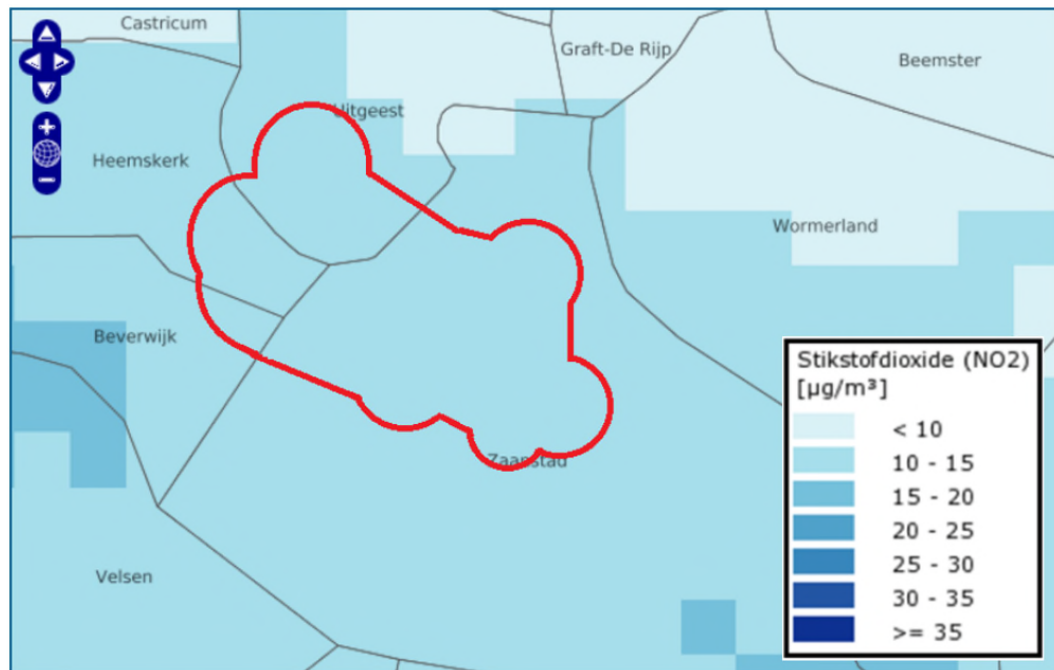 Castricum
Graft-De Rijp
Beemster
Uitgeest
Heemskerk
Wormerland
Beverwijk
Zaanstad
Velsen
Stikstofdioxide (NO2)
[µg/m³]
< 10
10 - 15
15 - 20
20 - 25
25 - 30
30 - 35
>= 35